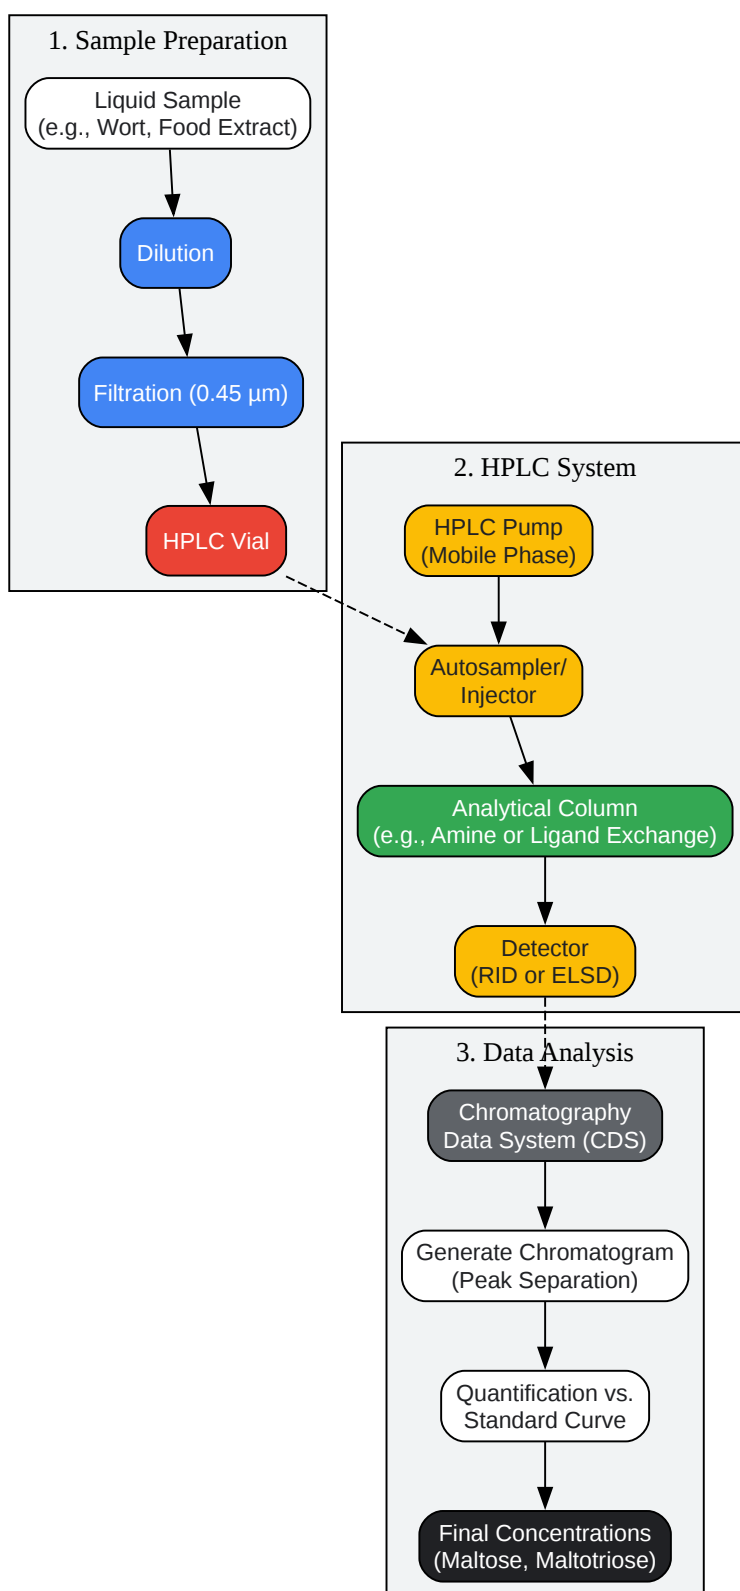 1. Sample Preparation
Liquid Sample
(e.g., Wort, Food Extract)
Dilution
Filtration (0.45 µm)
HPLC Vial
2. HPLC System
HPLC Pump
(Mobile Phase)
Autosampler/
Injector
Analytical Column
(e.g., Amine or Ligand Exchange)
Detector
(RID or ELSD)
3. Data Analysis
Chromatography
Data System (CDS)
Generate Chromatogram
(Peak Separation)
Quantification vs.
Standard Curve
Final Concentrations
(Maltose, Maltotriose)